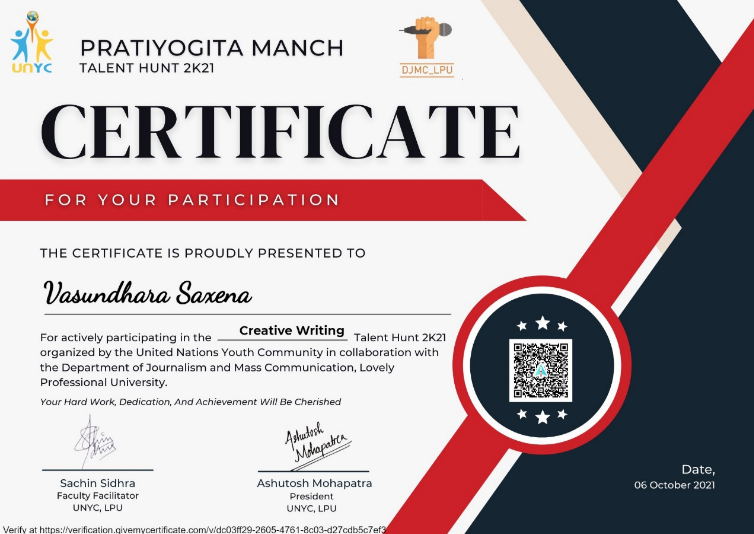 UNYC
PRATIYOGITA MANCH
TALENT HUNT 2K21
DJMC_LPU
CERTIFICATE
FOR YOUR PARTICIPATION
THE CERTIFICATE IS PROUDLY PRESENTED TO
Vasundhara Saxena
For actively participating in the Creative Writing Talent Hunt 2K21
organized by the United Nations Youth Community in collaboration with
the Department of Journalism and Mass Communication, Lovely
Professional University.
Your Hard Work, Dedication, And Achievement Will Be Cherished
Ashutosh
Mohapatra
Sachin Sidhra
Faculty Facilitator
UNYC, LPU
Ashutosh Mohapatra
President
UNYC, LPU
Date,
06 October 2021
Verify at https://verification.givemycertificate.com/v/dc03ff29-2605-4761-8c03-d27cdb5c7ef3